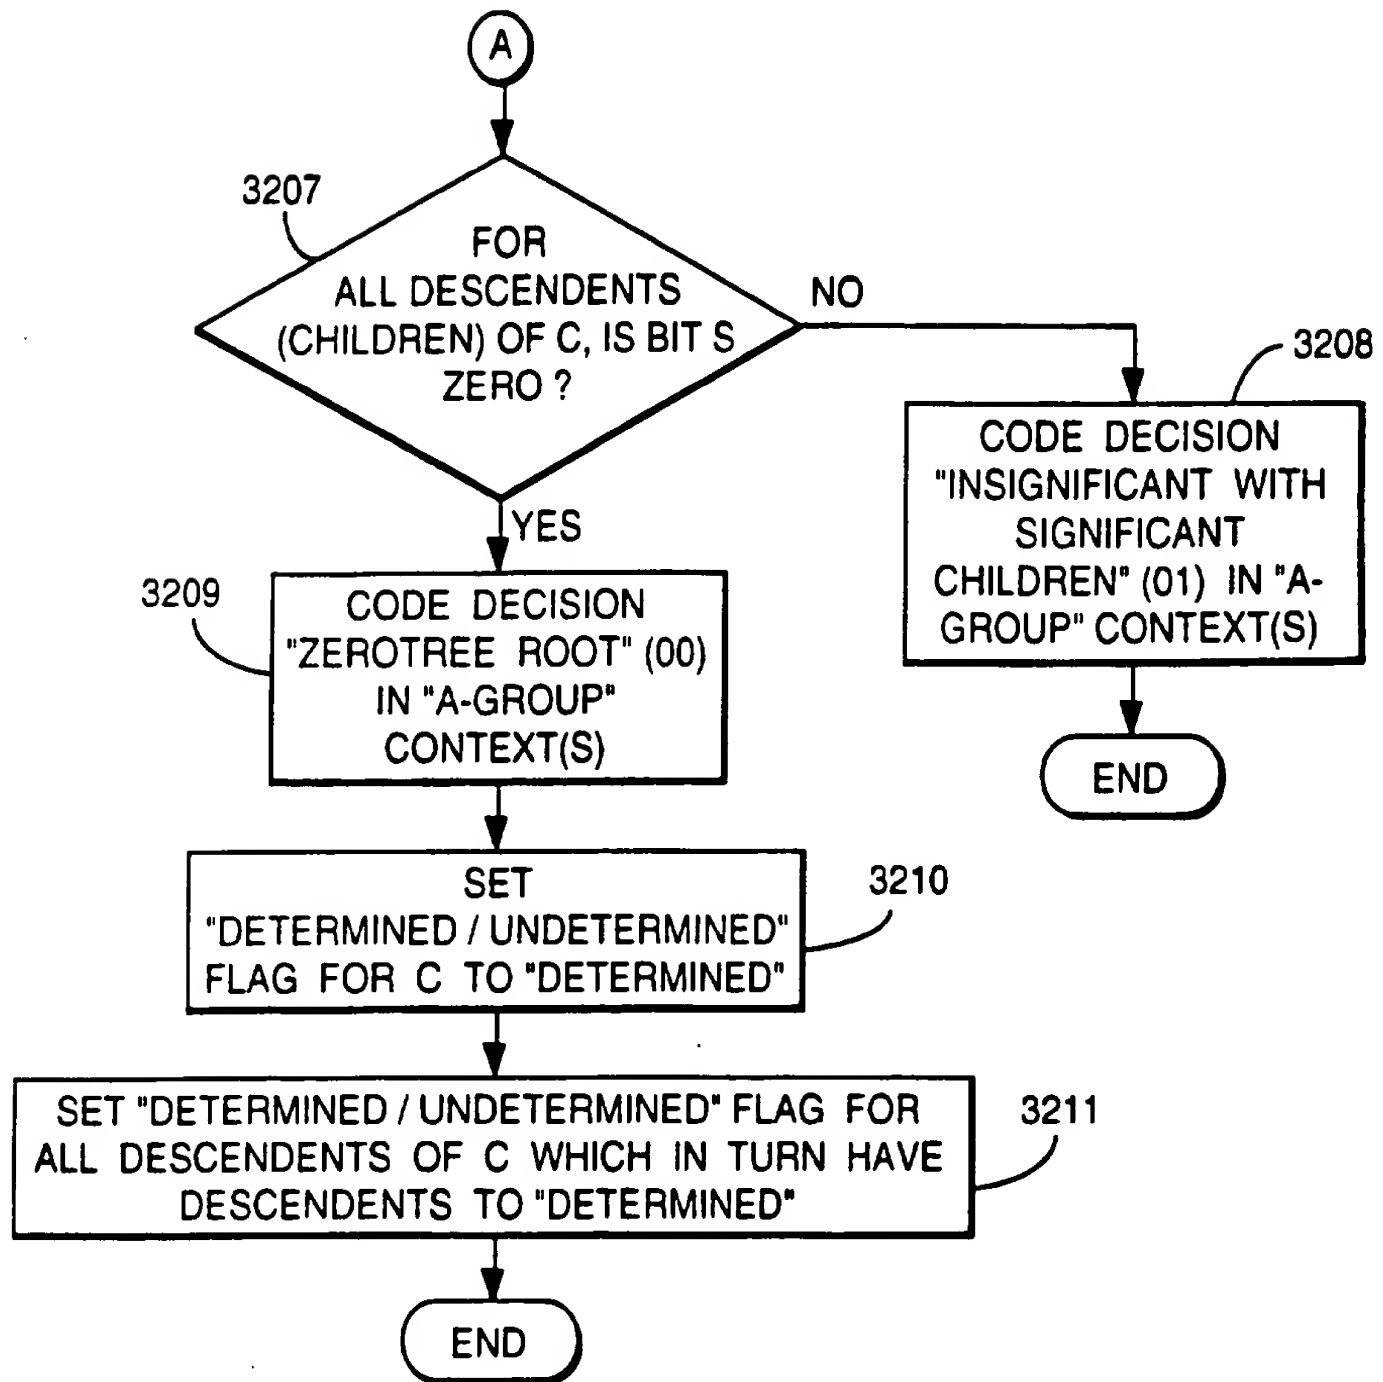 A
3207
FOR
ALL DESCENDENTS
(CHILDREN) OF C, IS BIT S
ZERO ?
NO
3208
CODE DECISION
"INSIGNIFICANT WITH
SIGNIFICANT
CHILDREN" (01) IN "A-
GROUP" CONTEXT(S)
END
YES
3209
CODE DECISION
"ZEROTREE ROOT" (00)
IN "A-GROUP"
CONTEXT(S)
3210
SET
"DETERMINED / UNDETERMINED"
FLAG FOR C TO "DETERMINED"
3211
SET "DETERMINED / UNDETERMINED" FLAG FOR
ALL DESCENDENTS OF C WHICH IN TURN HAVE
DESCENDENTS TO "DETERMINED"
END